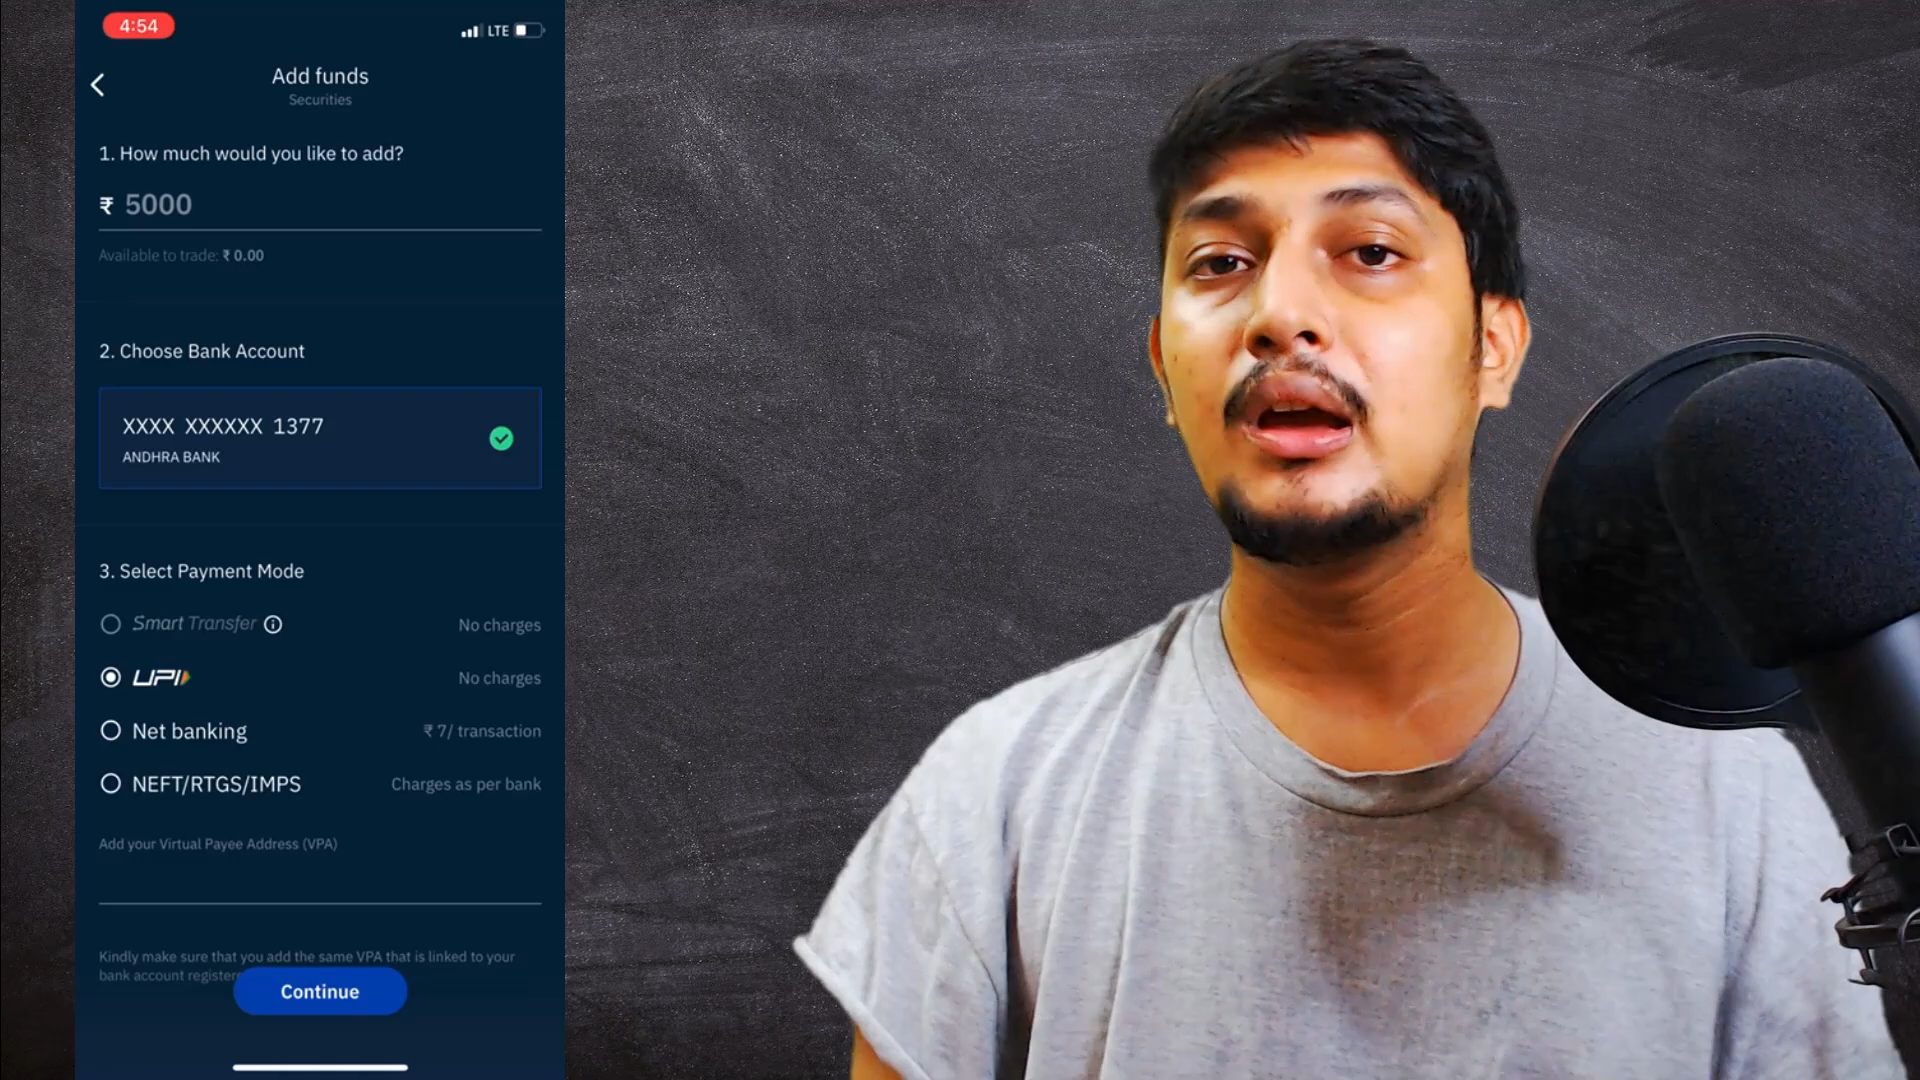 4:54
LTE
Add funds
Securities
1. How much would you like to add?
₹ 5000
Available to trade: ₹ 0.00
2. Choose Bank Account
XXXX XXXXXX 1377
ANDHRA BANK
3. Select Payment Mode
Smart Transfer No charges
UPI No charges
Net banking ₹ 7/ transaction
NEFT/RTGS/IMPS Charges as per bank
Add your Virtual Payee Address (VPA)
Kindly make sure that you add the same VPA that is linked to your
bank account
Continue